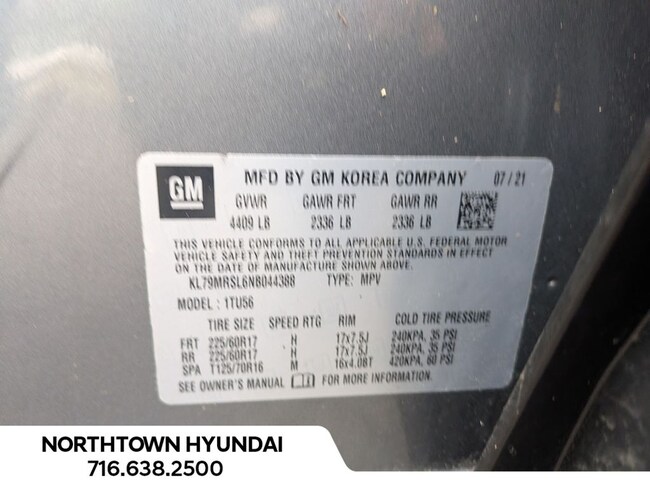 GM
MFD BY GM KOREA COMPANY 07/21
GVWR GAWR FRT GAWR RR
4409 LB 2336 LB 2336 LB
THIS VEHICLE CONFORMS TO ALL APPLICABLE U.S. FEDERAL MOTOR
VEHICLE SAFETY, BUMPER, AND THEFT PREVENTION STANDARDS IN EFFECT
ON THE DATE OF MANUFACTURE SHOWN ABOVE.
KL79MRSL6NB044388 TYPE: MPV
MODEL: 1TU56
TIRE SIZE SPEED RTG RIM COLD TIRE PRESSURE
FRT 225/60R17 H 17x7.5J 240KPA, 35 PSI
RR 225/60R17 H 17x7.5J 240KPA, 35 PSI
SPA T125/70R16 M 16x4.0BT 420KPA, 60 PSI
SEE OWNER'S MANUAL FOR MORE INFORMATION.
NORTHTOWN HYUNDAI
716.638.2500